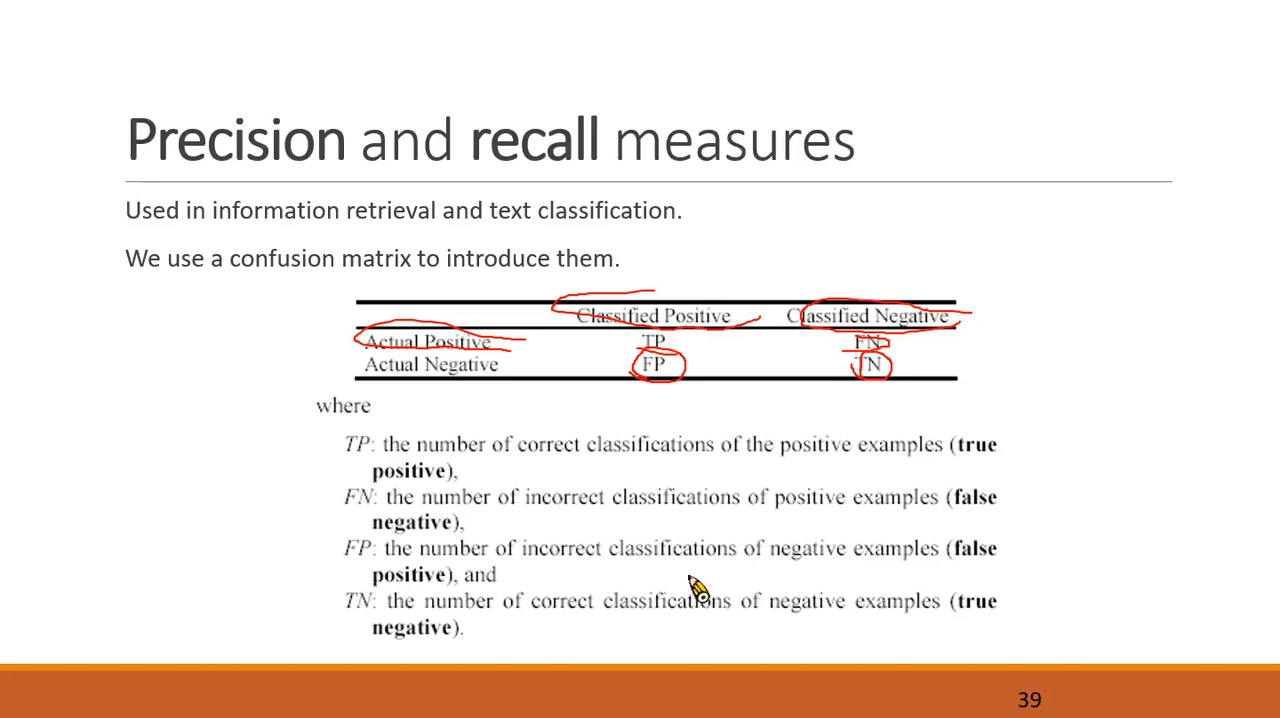 Precision and recall measures
Used in information retrieval and text classification.
We use a confusion matrix to introduce them.
Classified Positive Classified Negative
Actual Positive TP FN
Actual Negative FP TN
where
TP: the number of correct classifications of the positive examples (true
positive),
FN: the number of incorrect classifications of positive examples (false
negative),
FP: the number of incorrect classifications of negative examples (false
positive), and
TN: the number of correct classifications of negative examples (true
negative).
39